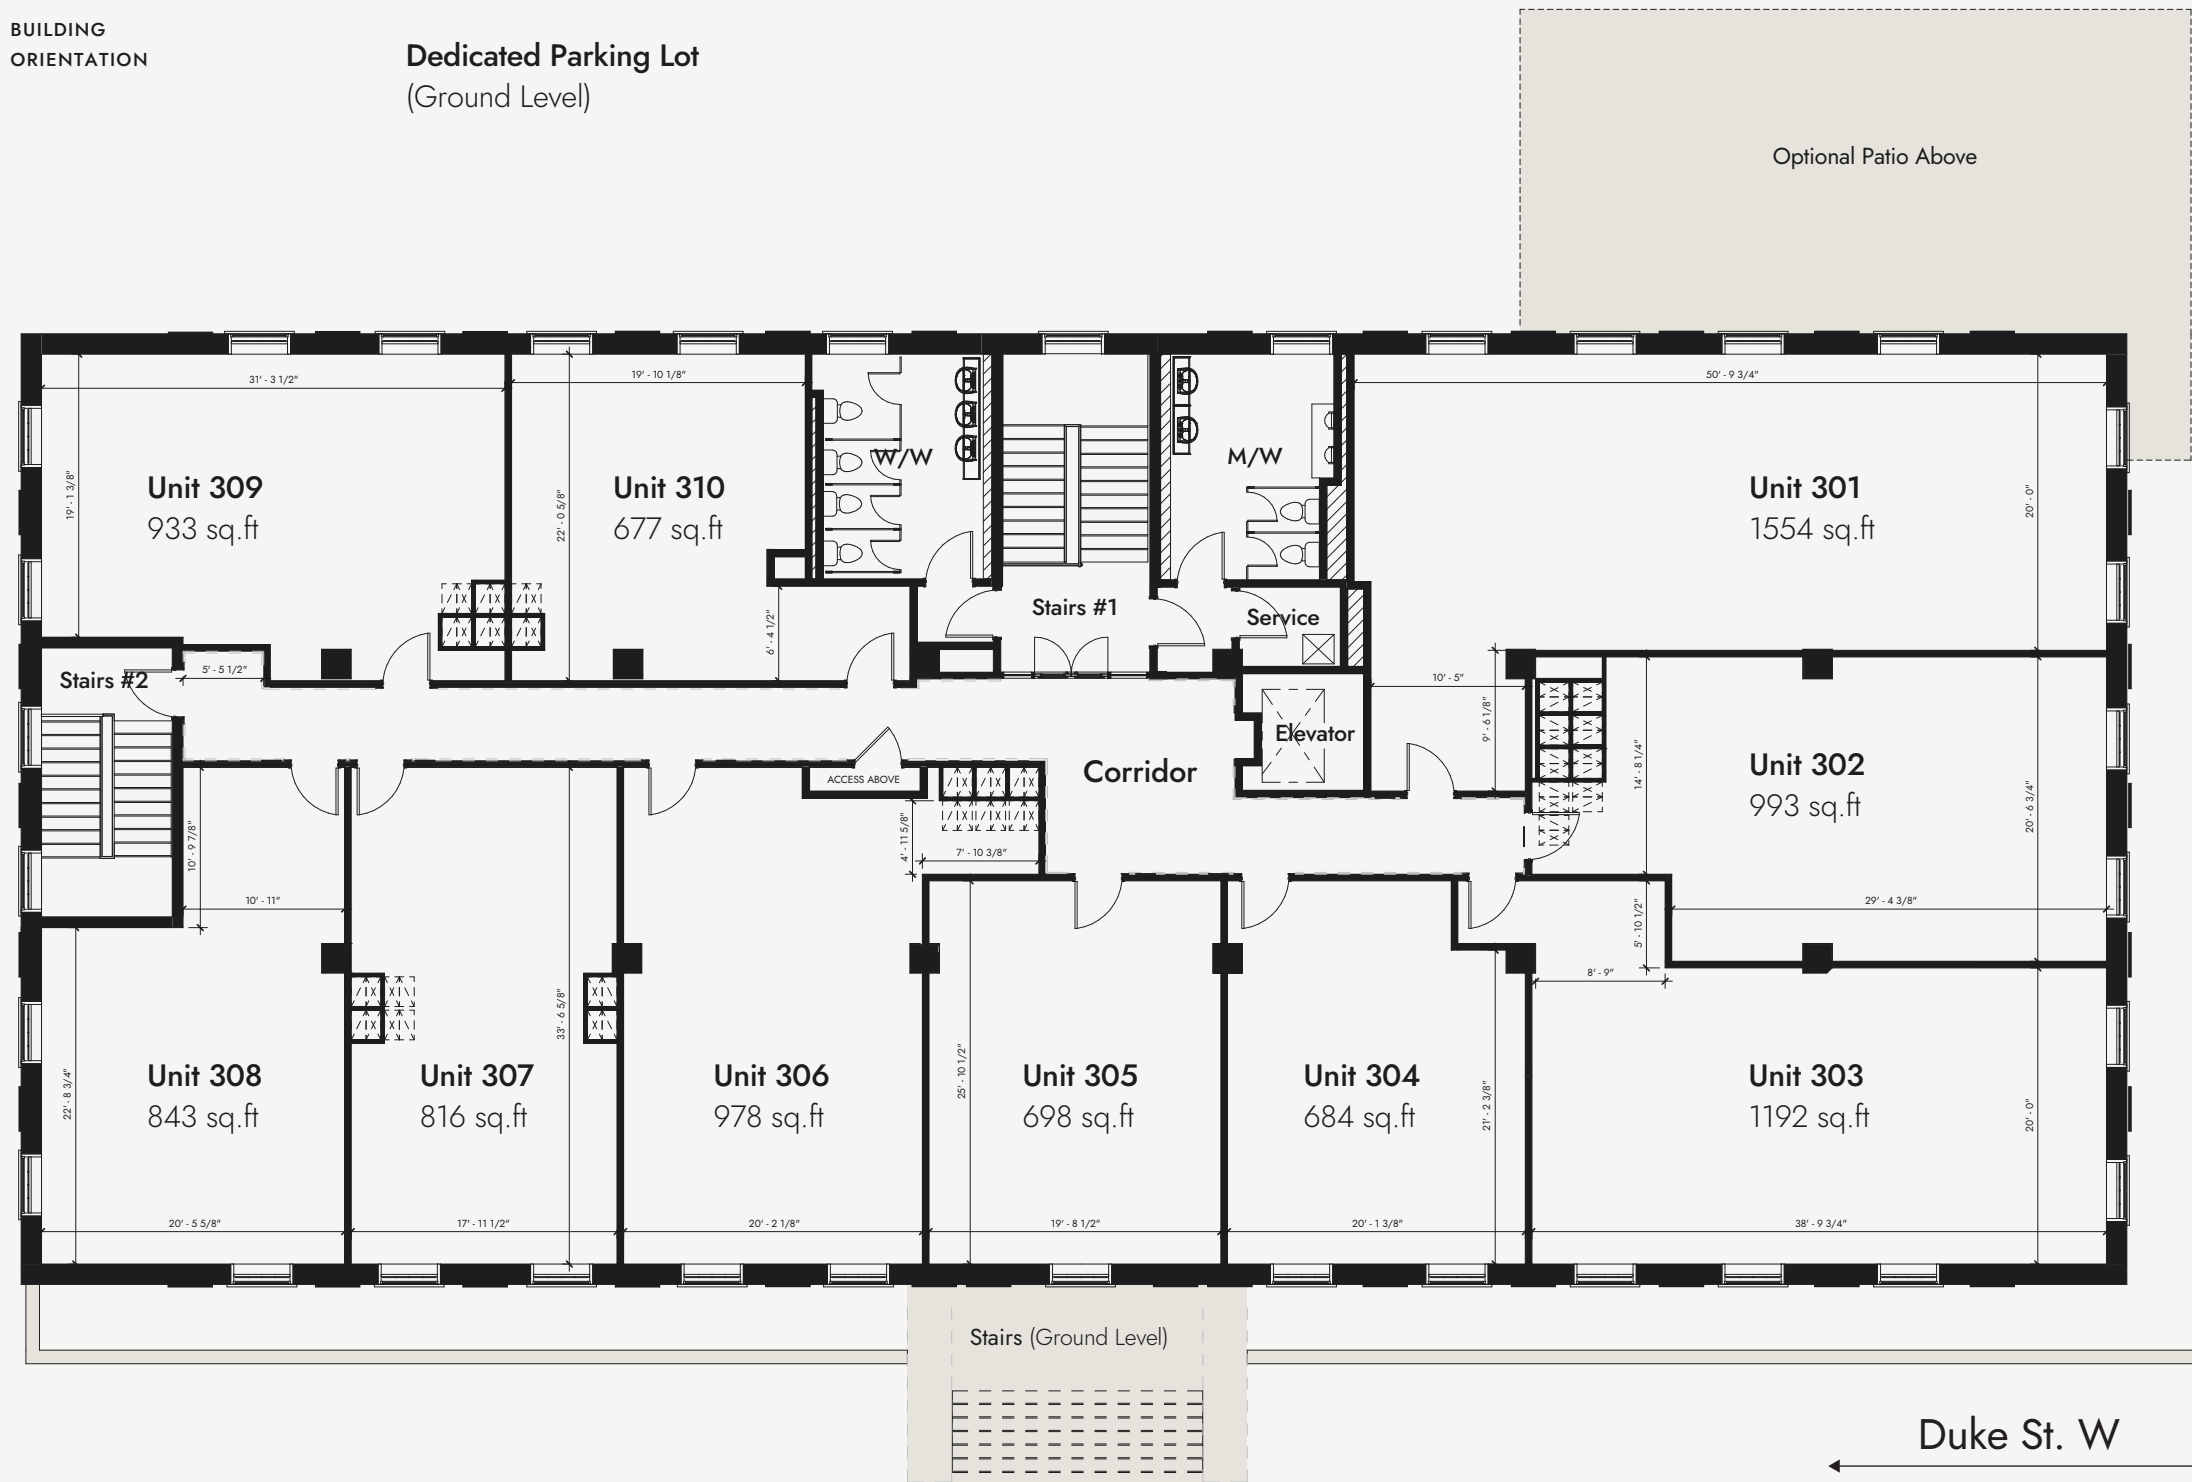 BUILDING
ORIENTATION
Dedicated Parking Lot
(Ground Level)
Optional Patio Above
31' - 3 1/2"
19' - 10 1/8"
50' - 9 3/4"
W/W
M/W
19' - 1 3/8"
Unit 309
933 sq.ft
22' - 0 5/8"
Unit 310
677 sq.ft
Unit 301
1554 sq.ft
20' - 0"
Stairs #1
Service
6' - 4 1/2"
Stairs #2
5' - 5 1/2"
10' - 5"
9' - 6 1/8"
Elevator
Corridor
ACCESS ABOVE
14' - 8 1/4"
Unit 302
993 sq.ft
20' - 6 3/4"
10' - 9 7/8"
4' - 11 5/8"
7' - 10 3/8"
10' - 11"
29' - 4 3/8"
5' - 10 1/2"
8' - 9"
22' - 8 3/4"
Unit 308
843 sq.ft
Unit 307
816 sq.ft
33' - 6 5/8"
Unit 306
978 sq.ft
25' - 10 1/2"
Unit 305
698 sq.ft
Unit 304
684 sq.ft
21' - 2 3/8"
Unit 303
1192 sq.ft
20' - 0"
20' - 5 5/8"
17' - 11 1/2"
20' - 2 1/8"
19' - 8 1/2"
20' - 1 3/8"
38' - 9 3/4"
Stairs (Ground Level)
Duke St. W